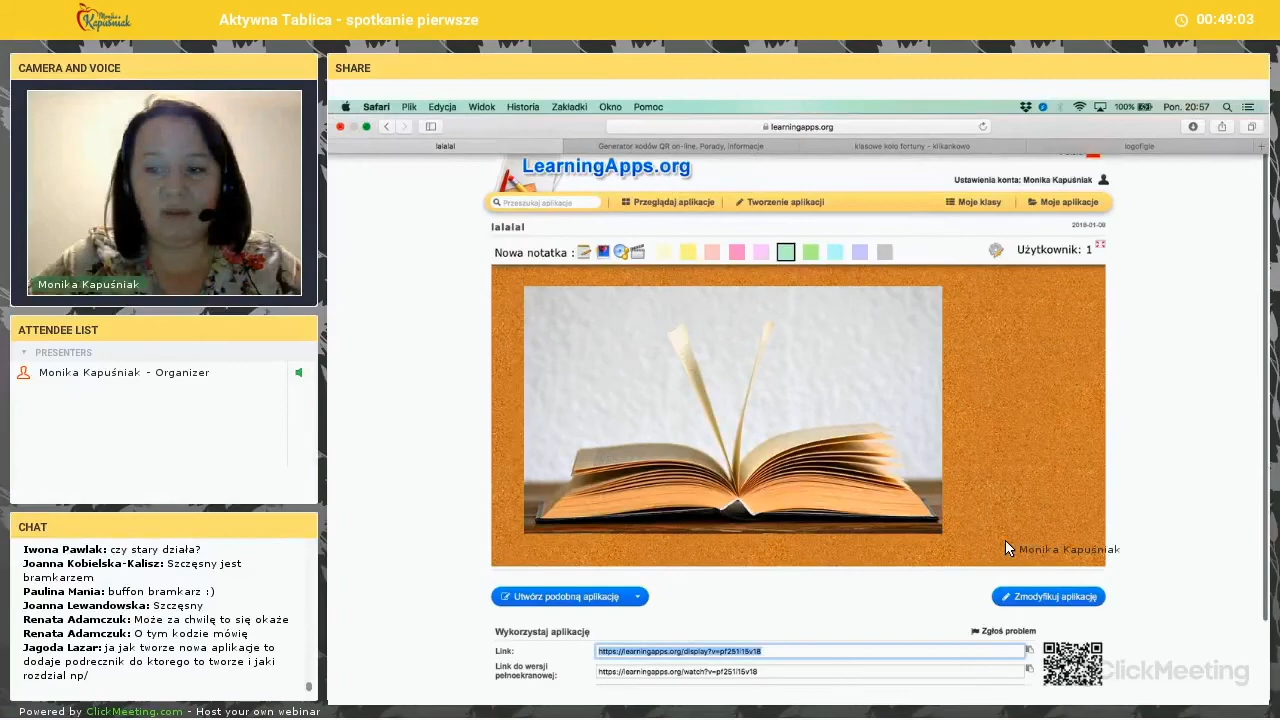 Monika
Kapuśniak
Aktywna Tablica - spotkanie pierwsze
00:49:03
CAMERA AND VOICE
Monika Kapuśniak
ATTENDEE LIST
PRESENTERS
Monika Kapuśniak - Organizer
CHAT
Iwona Pawlak: czy stary działa?
Joanna Kobielska-Kalisz: Szczęsny jest
bramkarzem
Paulina Mania: buffon bramkarz :)
Joanna Lewandowska: Szczęsny
Renata Adamczuk: Może za chwilę to się okaże
Renata Adamczuk: O tym kodzie mówię
Jagoda Lazar: ja jak tworze nowa aplikacje to
dodaję podrecznik do ktorego to tworze i jaki
rozdzial np/
Powered by ClickMeeting.com - Host your own webinar
SHARE
Safari Plik Edycja Widok Historia Zakładki Okno Pomoc
100% Pon. 20:57
learningapps.org
lalalal Generator kodów QR on-line. Porady, informacje klasowe koło fortuny - klikankowo logofigle
LearningApps.org
Ustawienia konta: Monika Kapuśniak
Przeszukaj aplikacje Przeglądaj aplikacje Tworzenie aplikacji Moje klasy Moje aplikacje
lalalal 2018-01-08
Nowa notatka : Użytkownik: 1
Monika Kapuśniak
Utwórz podobną aplikację Zmodyfikuj aplikację
Wykorzystaj aplikację Zgłoś problem
Link: https://learningapps.org/display?v=pf251i15v18
Link do wersji
pełnoekranowej: https://learningapps.org/watch?v=pf251i15v18
ClickMeeting